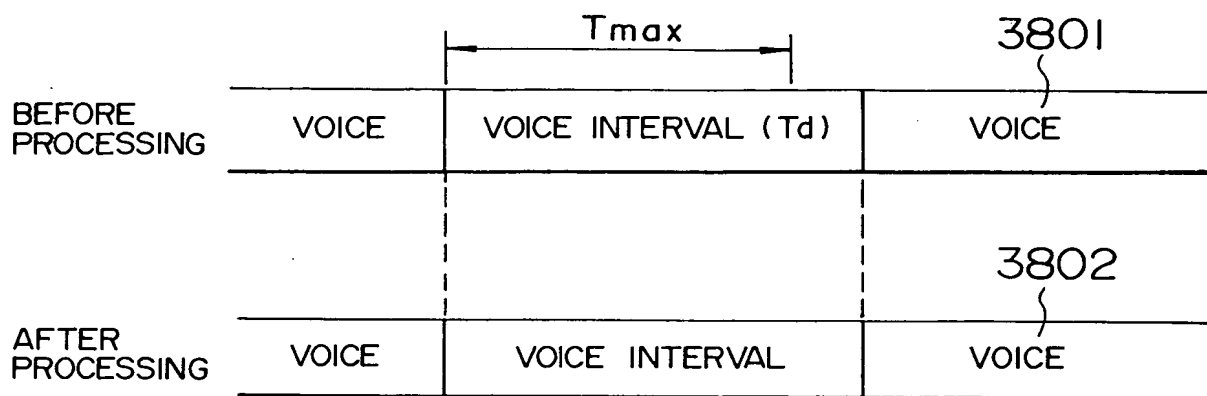 Tmax
3801
BEFORE
PROCESSING
VOICE
VOICE INTERVAL (Td)
VOICE
3802
AFTER
PROCESSING
VOICE
VOICE INTERVAL
VOICE